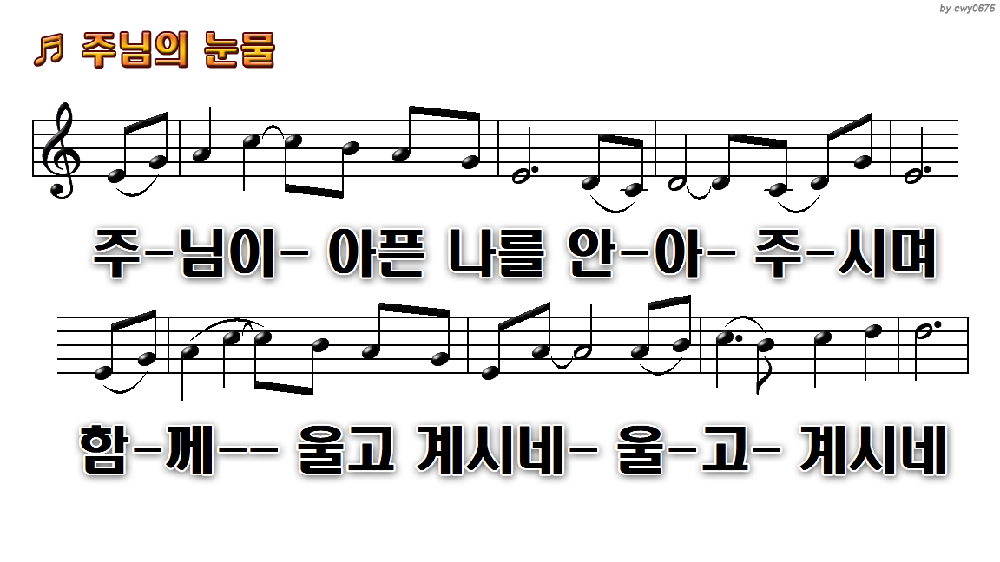 by cwy0675
♬ 주님의 눈물
주-님이- 아픈 나를 안-아- 주-시며
함-께-- 울고 계시네- 울-고- 계시네